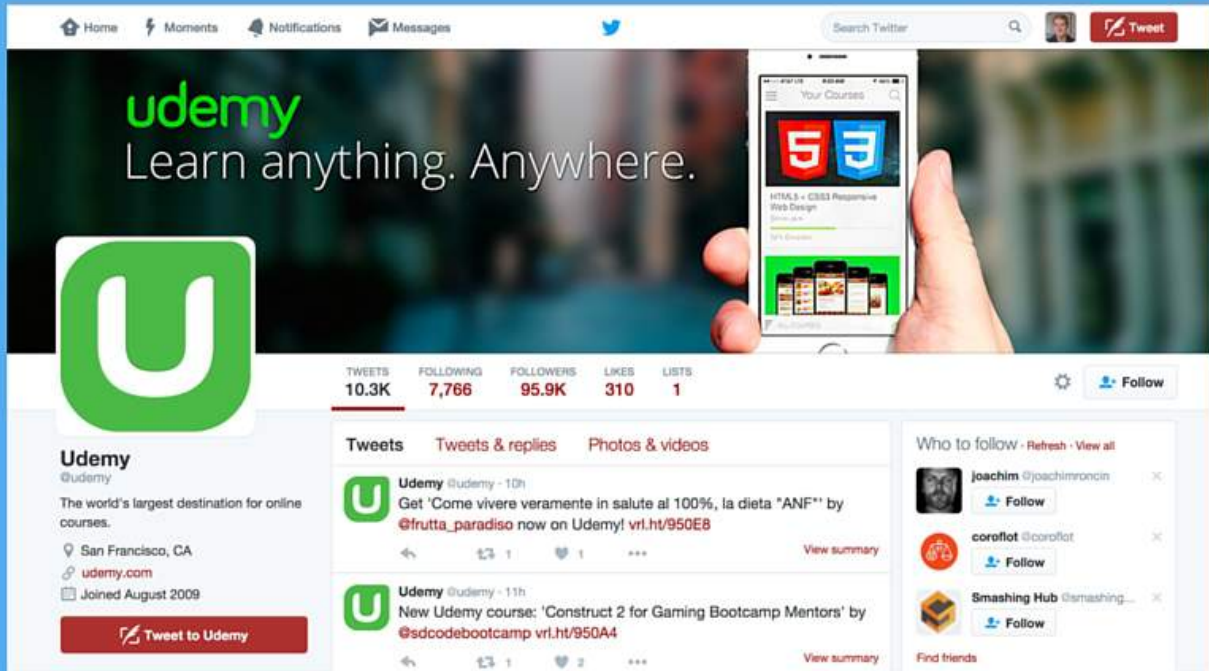 Home Moments Notifications Messages Search Twitter Tweet
udemy
Learn anything. Anywhere.
Your Courses
HTML5 + CSS3 Responsive
Web Design
TWEETS FOLLOWING FOLLOWERS LIKES LISTS
10.3K 7,766 95.9K 310 1
Follow
Udemy
@udemy
The world's largest destination for online
courses.
San Francisco, CA
udemy.com
Joined August 2009
Tweet to Udemy
Tweets Tweets & replies Photos & videos
Udemy @udemy · 10h
Get 'Come vivere veramente in salute al 100%, la dieta "ANF"' by
@frutta_paradiso now on Udemy! vrl.ht/950E8
1 1 View summary
Udemy @udemy · 11h
New Udemy course: 'Construct 2 for Gaming Bootcamp Mentors' by
@sdcodebootcamp vrl.ht/950A4
1 2 View summary
Who to follow · Refresh · View all
joachim @joachimroncin
Follow
coroflot @coroflot
Follow
Smashing Hub @smashing...
Follow
Find friends